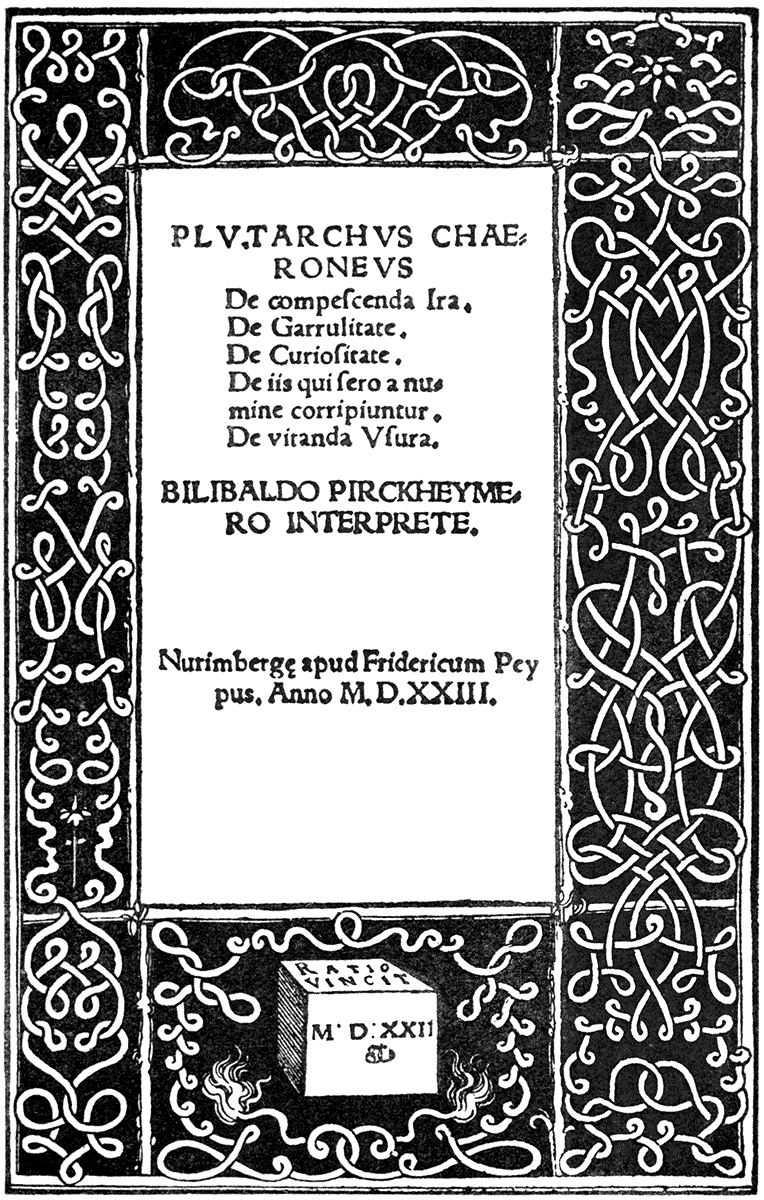 PLV.TARCHVS CHAE⸗
RONEVS
De compeſcenda Ira.
De Garrulitate.
De Curioſitate.
De iis qui ſero a nu⸗
mine corripiuntur.
De vitanda Vſura.
BILIBALDO PIRCKHEYME⸗
RO INTERPRETE.
Nurimbergę apud Fridericum Pey
pus. Anno M. D.XXIII.
RATIO
VINCIT
M· D: XXII